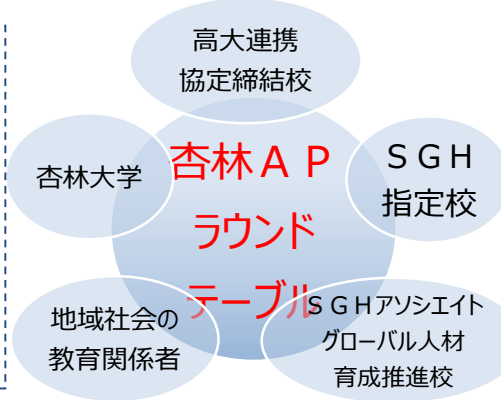 高大連携
協定締結校
杏林大学
杏林ＡＰ
ラウンド
テーブル
ＳＧＨ
指定校
地域社会の
教育関係者
ＳＧＨアソシエイト
グローバル人材
育成推進校